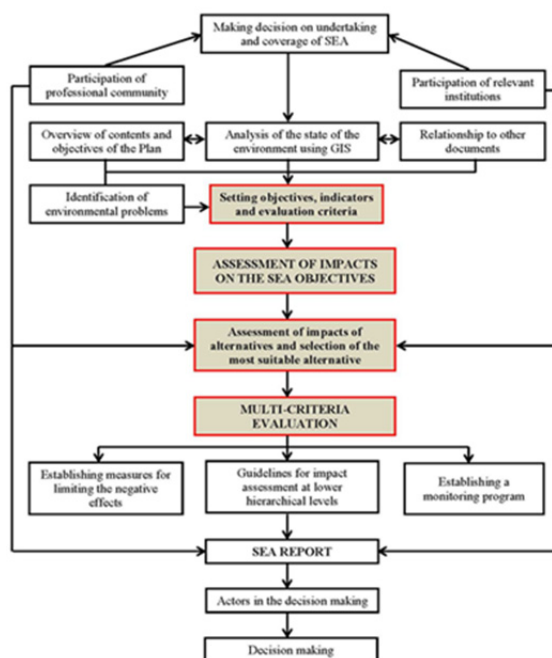 Making decision on undertaking
and coverage of SEA
Participation of
professional community
Participation of relevant
institutions
Overview of contents and
objectives of the Plan
Analysis of the state of the
environment using GIS
Relationship to other
documents
Identification of
environmental problems
Setting objectives, indicators
and evaluation criteria
ASSESSMENT OF IMPACTS
ON THE SEA OBJECTIVES
Assessment of impacts of
alternatives and selection of the
most suitable alternative
MULTI-CRITERIA
EVALUATION
Establishing measures for
limiting the negative
effects
Guidelines for impact
assessment at lower
hierarchical levels
Establishing a
monitoring program
SEA REPORT
Actors in the decision making
Decision making